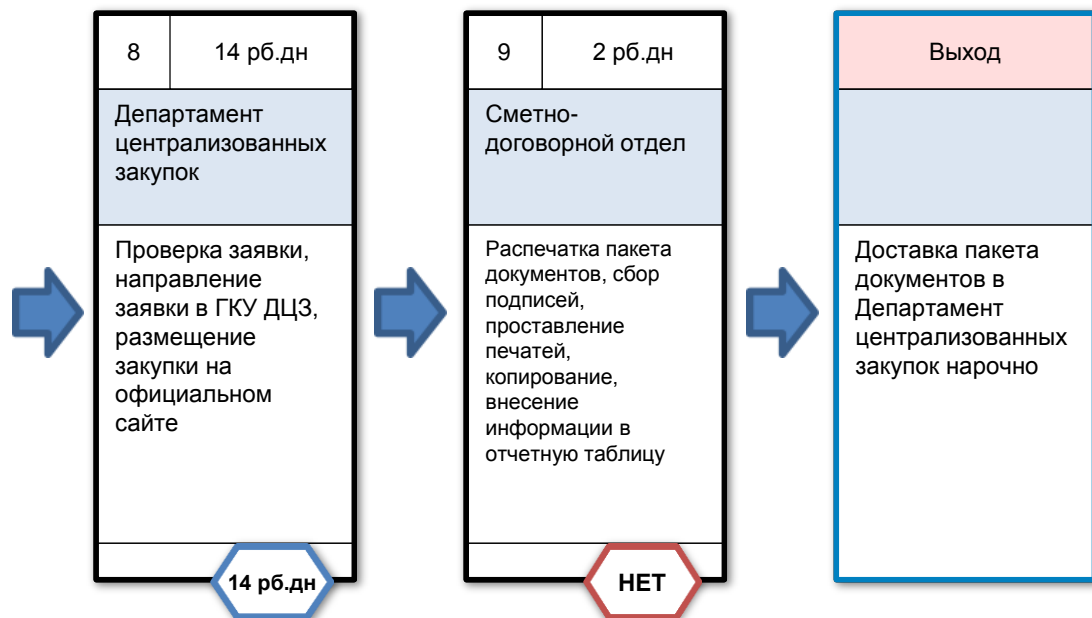 8
14 рб.дн
Департамент
централизованных
закупок
Проверка заявки,
направление
заявки в ГКУ ДЦЗ,
размещение
закупки на
официальном
сайте
14 рб.дн
9
2 рб.дн
Сметно-
договорной отдел
Распечатка пакета
документов, сбор
подписей,
проставление
печатей,
копирование,
внесение
информации в
отчетную таблицу
НЕТ
Выход
Доставка пакета
документов в
Департамент
централизованных
закупок нарочно